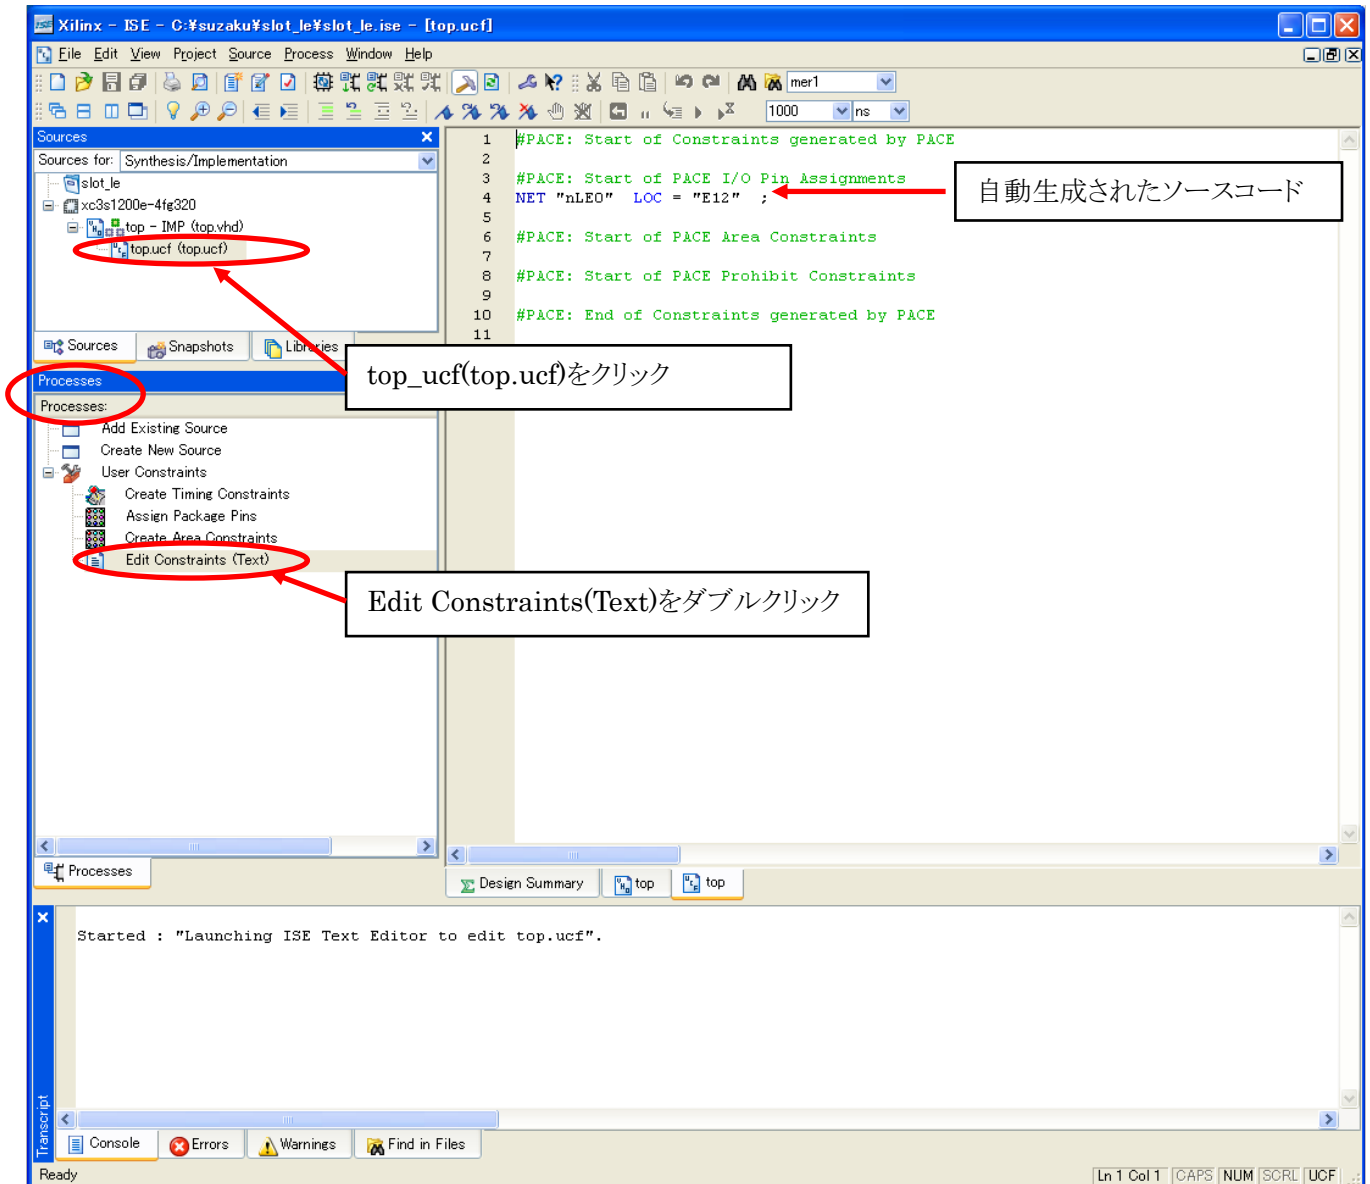 Xilinx - ISE - C:¥suzaku¥slot_le¥slot_le.ise - [top.ucf]
File Edit View Project Source Process Window Help
mer1
1000 ns
Sources
Sources for: Synthesis/Implementation
slot_le
xc3s1200e-4fg320
top - IMP (top.vhd)
top.ucf (top.ucf)
Sources Snapshots Libraries
Processes
Processes:
Add Existing Source
Create New Source
User Constraints
Create Timing Constraints
Assign Package Pins
Create Area Constraints
Edit Constraints (Text)
Processes
1 #PACE: Start of Constraints generated by PACE
2
3 #PACE: Start of PACE I/O Pin Assignments
4 NET "nLE0" LOC = "E12" ;
5
6 #PACE: Start of PACE Area Constraints
7
8 #PACE: Start of PACE Prohibit Constraints
9
10 #PACE: End of Constraints generated by PACE
11
自動生成されたソースコード
top_ucf(top.ucf)をクリック
Edit Constraints(Text)をダブルクリック
Design Summary top top
Started : "Launching ISE Text Editor to edit top.ucf".
Transcript
Console Errors Warnings Find in Files
Ready
Ln 1 Col 1 CAPS NUM SCRL UCF